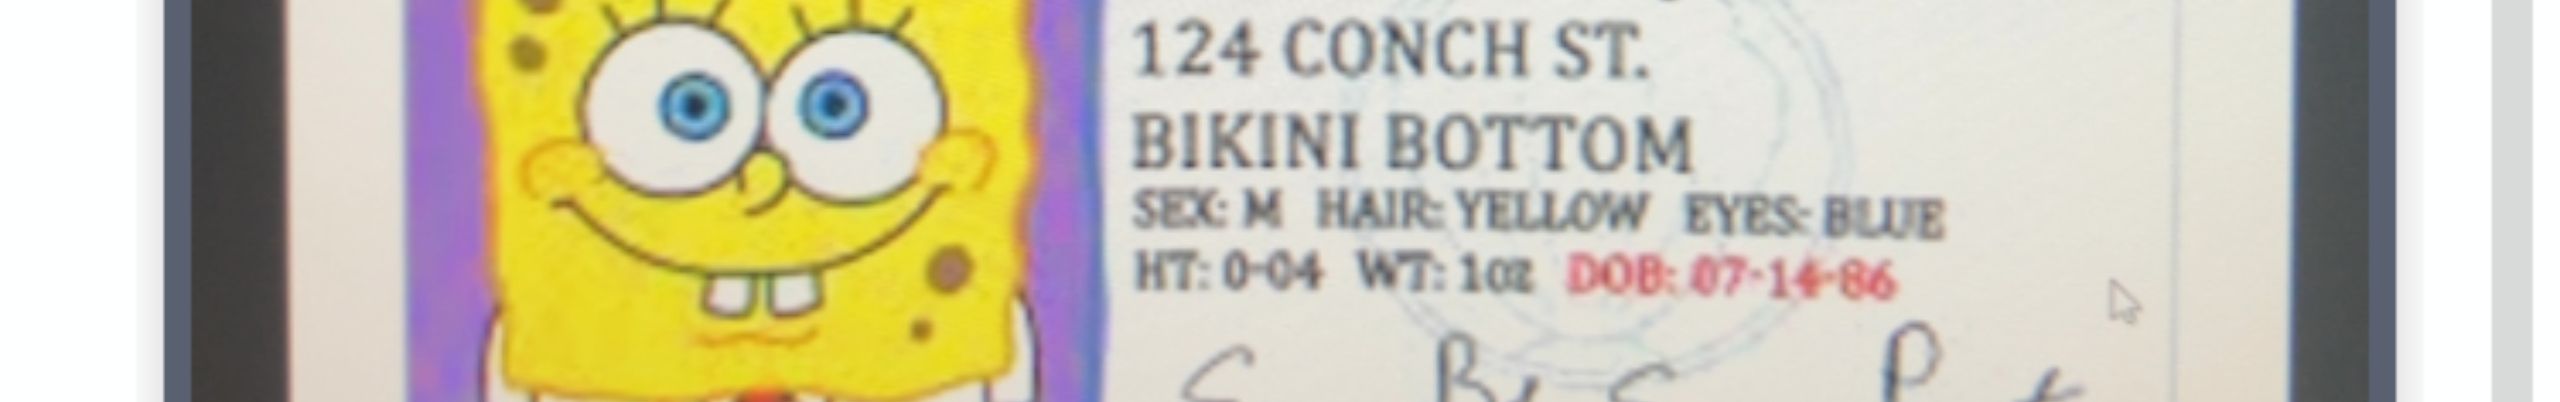 124 CONCH ST.
BIKINI BOTTOM
SEX: M HAIR: YELLOW EYES: BLUE
HT: 0-04 WT: 1oz DOB: 07-14-86